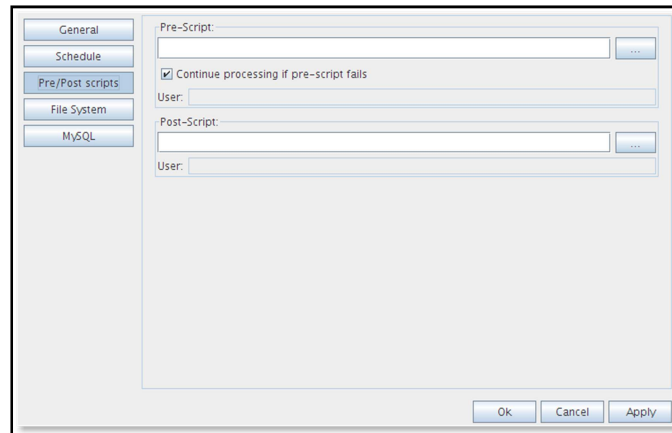 General
Schedule
Pre/Post scripts
File System
MySQL
Pre-Script:
...
Continue processing if pre-script fails
User:
Post-Script:
...
User:
Ok
Cancel
Apply